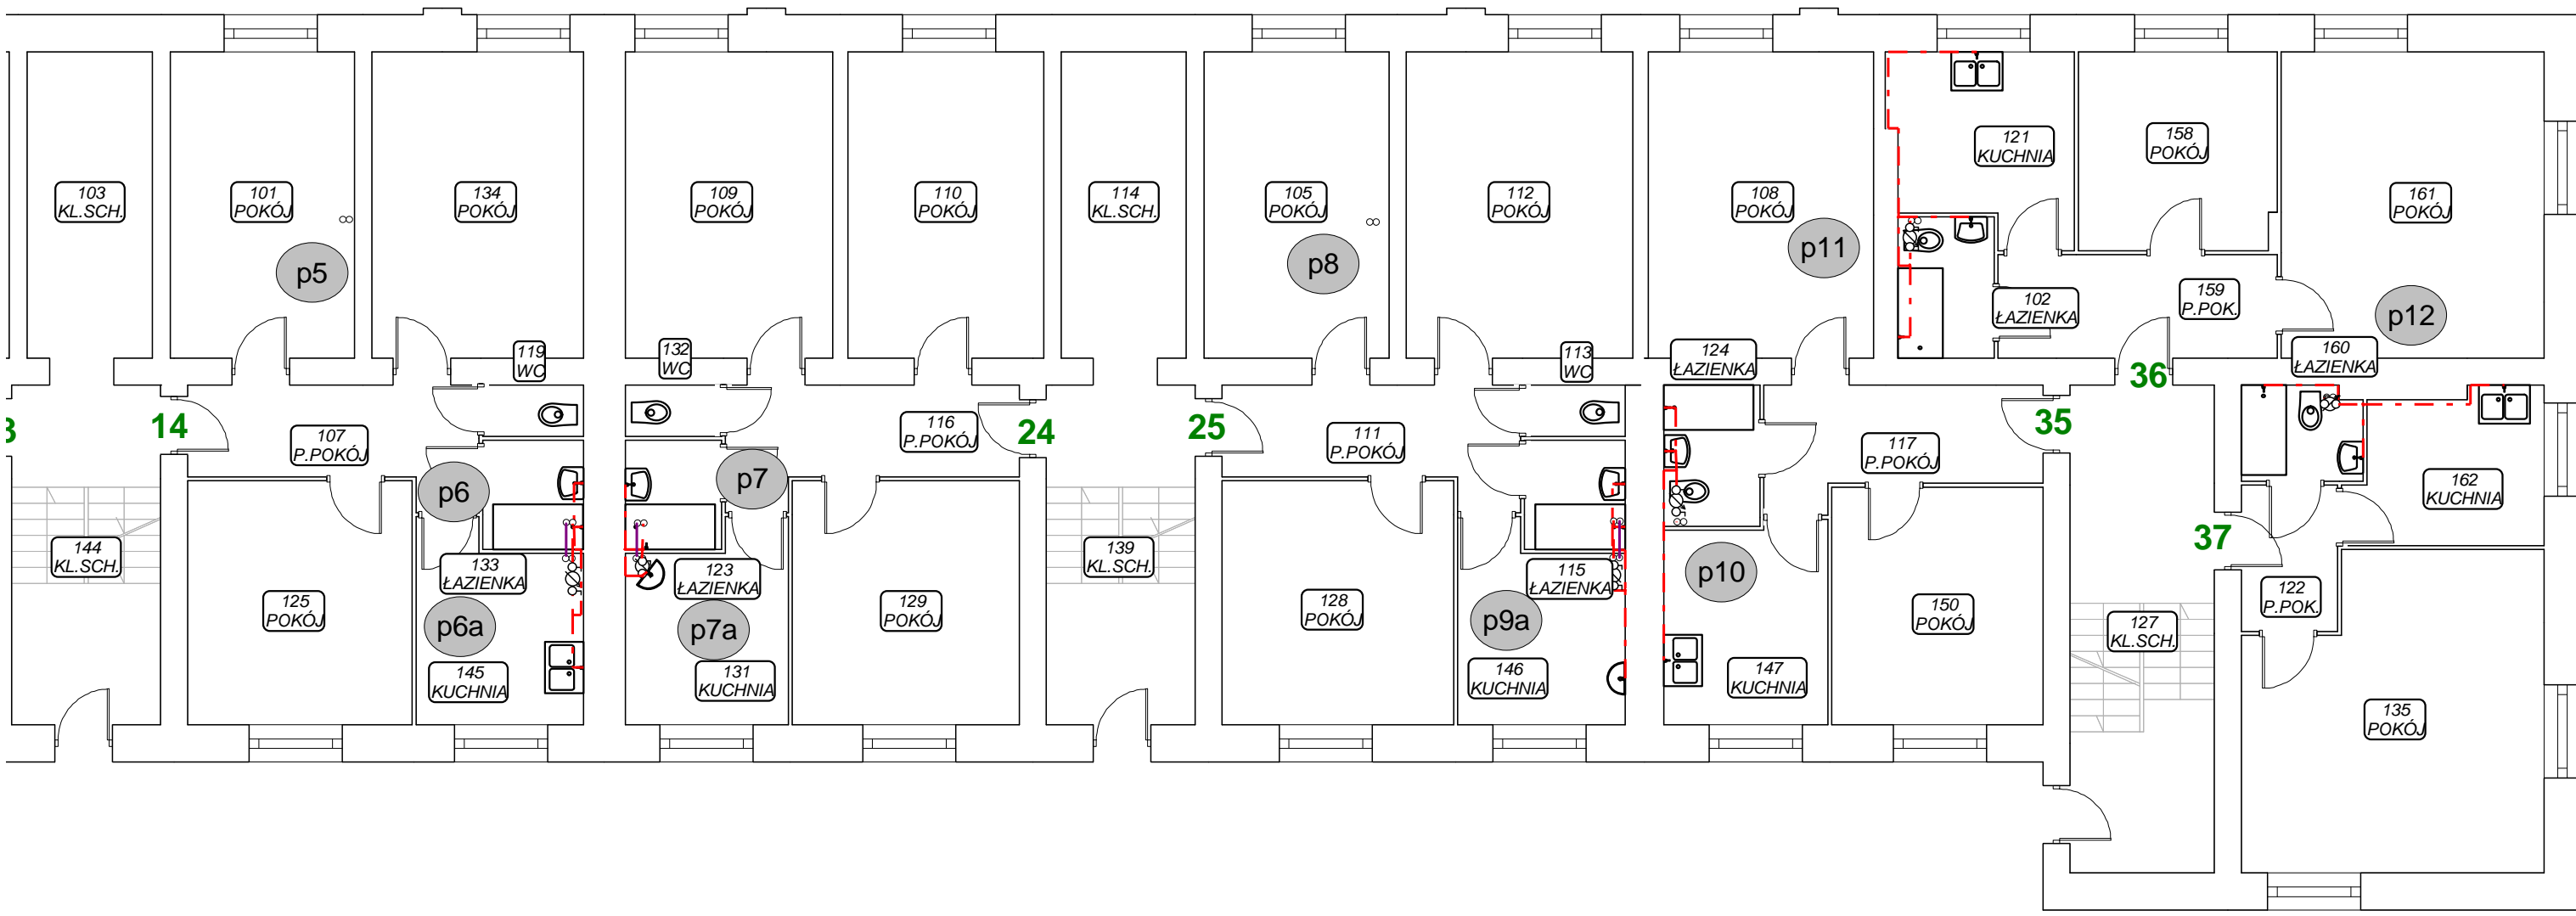 103
KL.SCH.
101
POKÓJ
134
POKÓJ
109
POKÓJ
110
POKÓJ
114
KL.SCH.
105
POKÓJ
112
POKÓJ
108
POKÓJ
121
KUCHNIA
158
POKÓJ
161
POKÓJ
p5
p8
p11
p12
102
ŁAZIENKA
159
P.POK.
119
WC
132
WC
113
WC
124
ŁAZIENKA
160
ŁAZIENKA
36
14
107
P.POKÓJ
116
P.POKÓJ
24
25
111
P.POKÓJ
117
P.POKÓJ
35
p6
p7
162
KUCHNIA
37
144
KL.SCH.
133
ŁAZIENKA
123
ŁAZIENKA
139
KL.SCH.
115
ŁAZIENKA
p10
125
POKÓJ
p6a
p7a
129
POKÓJ
128
POKÓJ
p9a
150
POKÓJ
127
KL.SCH.
122
P.POK.
145
KUCHNIA
131
KUCHNIA
146
KUCHNIA
147
KUCHNIA
135
POKÓJ